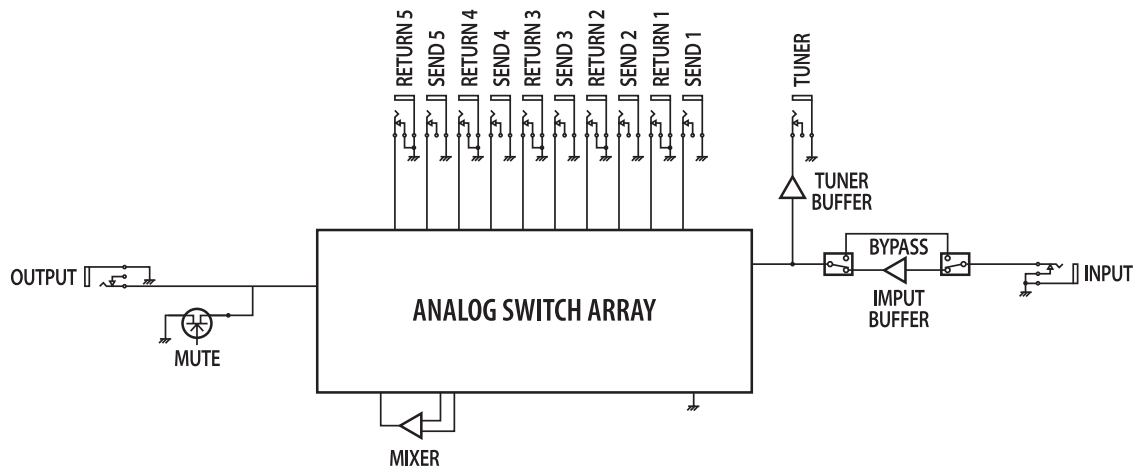 RETURN 5
SEND 5
RETURN 4
SEND 4
RETURN 3
SEND 3
RETURN 2
SEND 2
RETURN 1
SEND 1
TUNER
TUNER
BUFFER
BYPASS
IMPUT
BUFFER
INPUT
OUTPUT
MUTE
ANALOG SWITCH ARRAY
MIXER